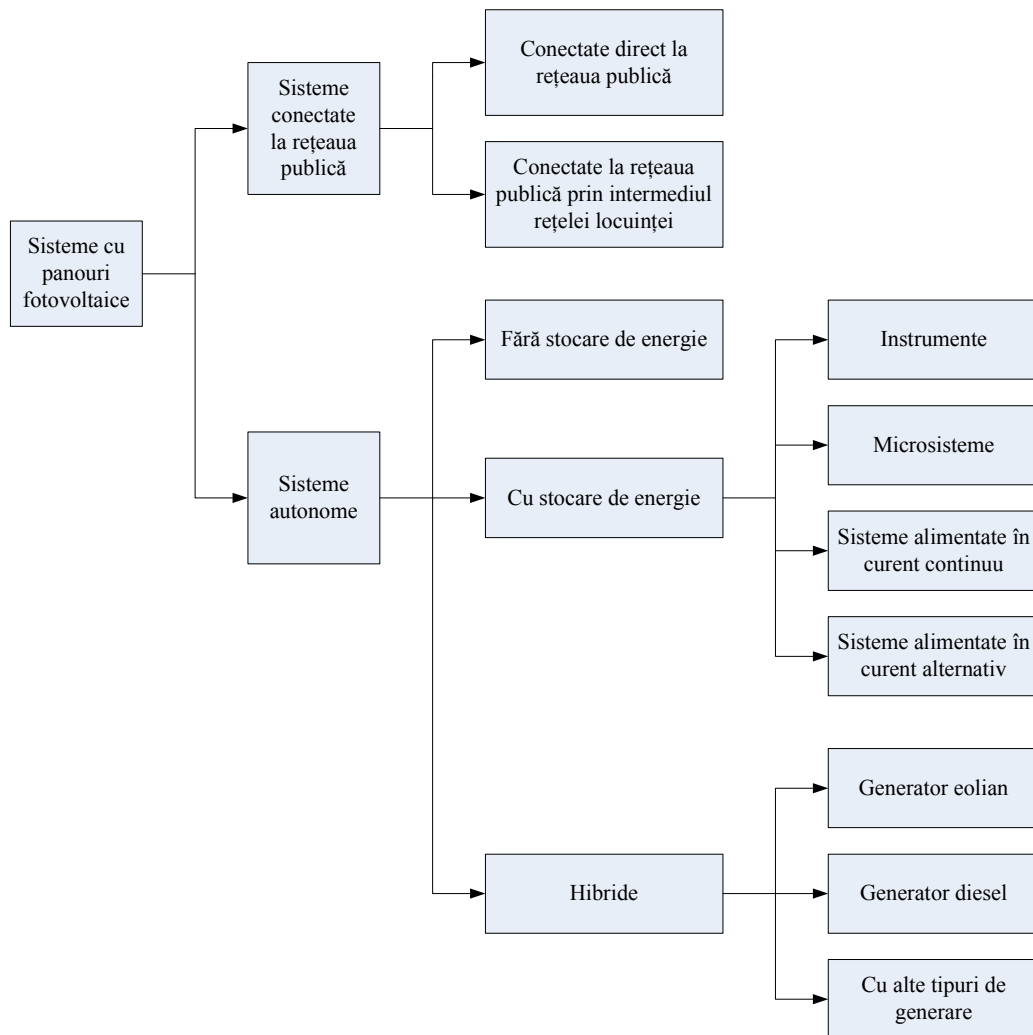 Sisteme cu
panouri
fotovoltaice
Sisteme
conectate
la rețeaua
publică
Conectate direct la
rețeaua publică
Conectate la rețeaua
publică prin intermediul
rețelei locuinței
Sisteme
autonome
Fără stocare de energie
Cu stocare de energie
Instrumente
Microsisteme
Sisteme alimentate în
curent continuu
Sisteme alimentate în
curent alternativ
Hibride
Generator eolian
Generator diesel
Cu alte tipuri de
generare